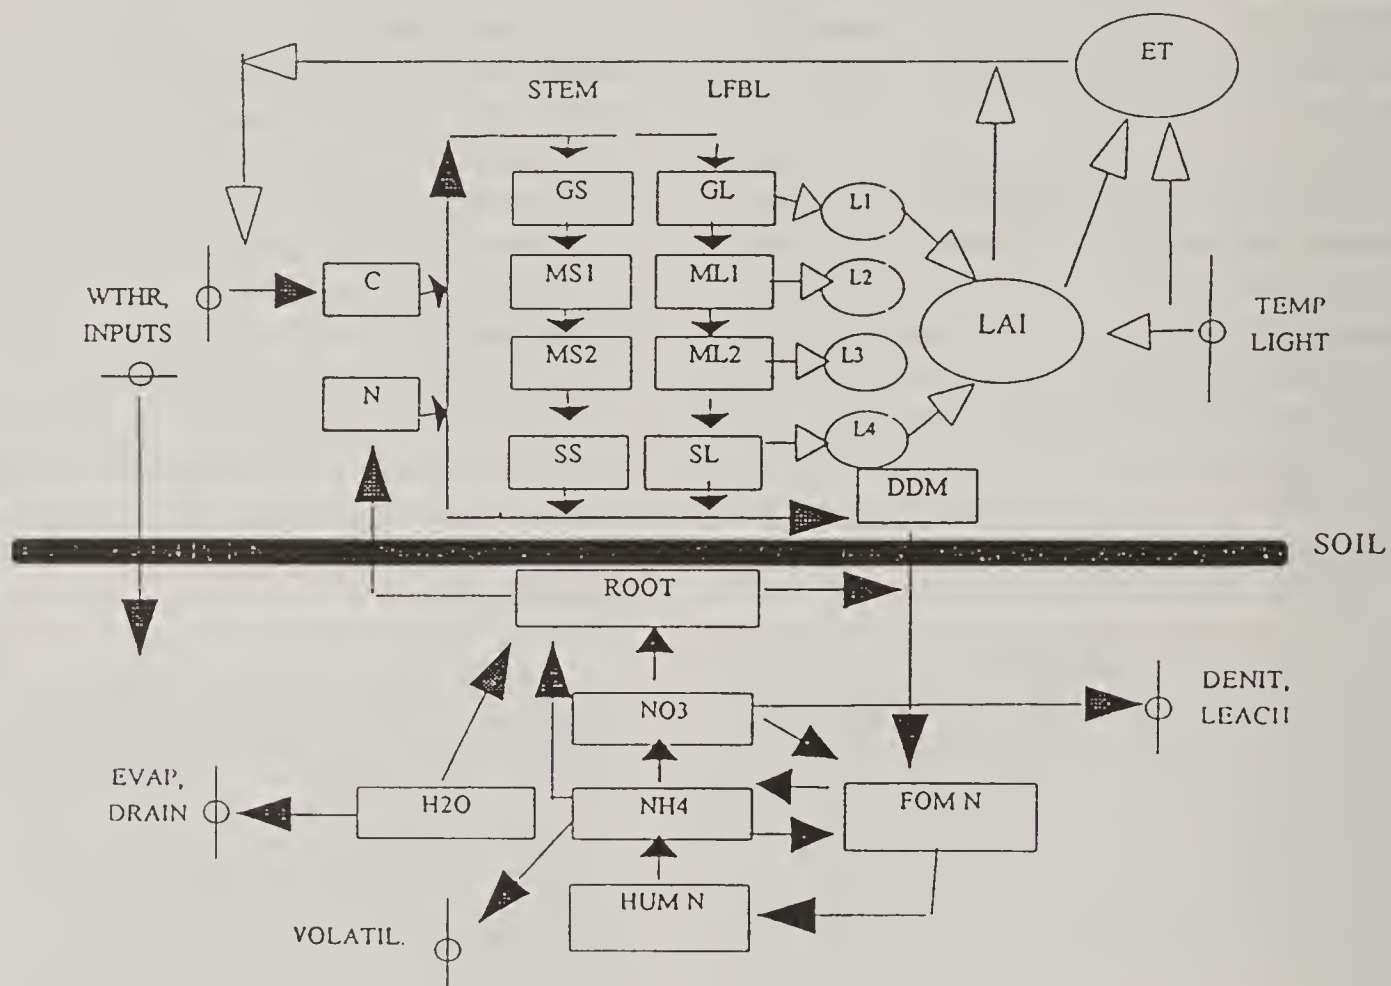 ET
STEM
LFBL
GS
GL
L1
C
MS1
ML1
L2
WTHR,
INPUTS
LAI
TEMP
LIGHT
MS2
ML2
L3
N
SS
SL
L4
DDM
SOIL
ROOT
NO3
DENIT,
LEACH
EVAP,
DRAIN
H2O
NH4
FOM N
HUM N
VOLATIL.